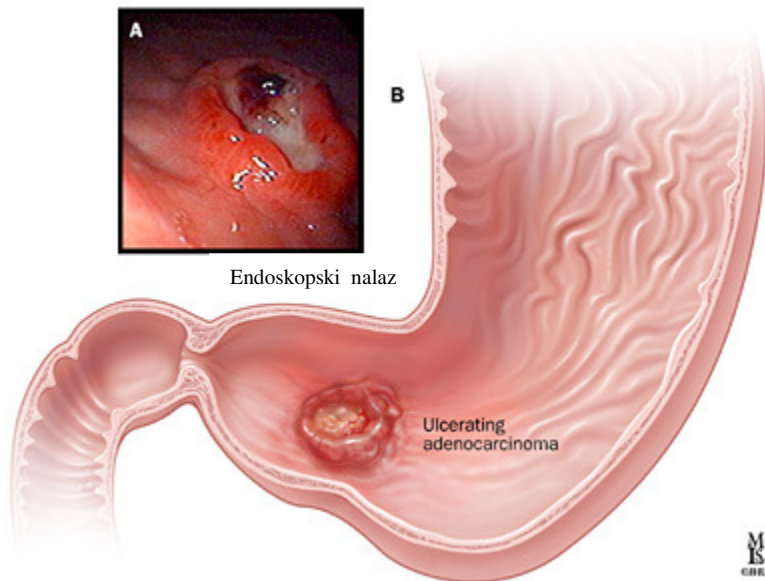 A
B
Endoskopski nalaz
Ulcerating
adenocarcinoma